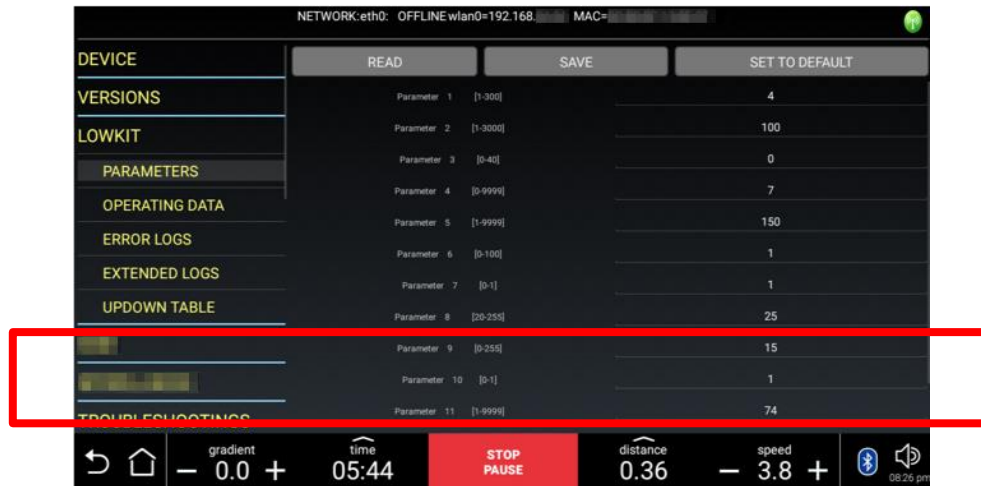 NETWORK:eth0: OFFLINE wlan0=192.168. MAC=
DEVICE
VERSIONS
LOWKIT
PARAMETERS
OPERATING DATA
ERROR LOGS
EXTENDED LOGS
UPDOWN TABLE
TROUBLESHOOTINGS
READ SAVE SET TO DEFAULT
Parameter 1 [1-300] 4
Parameter 2 [1-3000] 100
Parameter 3 [0-40] 0
Parameter 4 [0-9999] 7
Parameter 5 [1-9999] 150
Parameter 6 [0-100] 1
Parameter 7 [0-1] 1
Parameter 8 [20-255] 25
Parameter 9 [0-255] 15
Parameter 10 [0-1] 1
Parameter 11 [1-9999] 74
gradient
− 0.0 +
time
05:44
STOP
PAUSE
distance
0.36
speed
− 3.8 +
08:26 pm